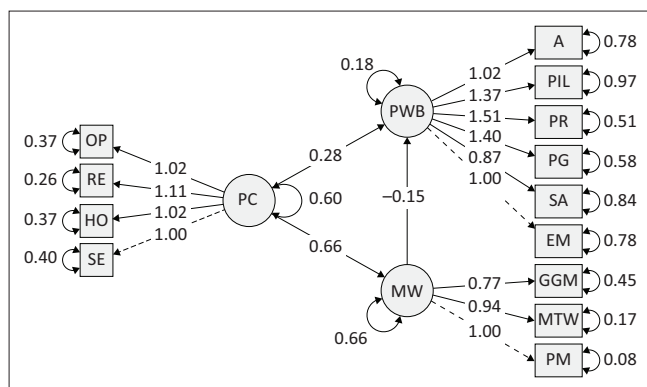 A 0.78
0.18
1.02
PIL 0.97
1.37
PWB
1.51 PR 0.51
0.37 OP
1.40 PG 0.58
1.02
0.28
0.87
0.26 RE
1.11
1.00
SA 0.84
PC 0.60
–0.15
0.37 HO 1.02
1.00
EM 0.78
0.40 SE
0.66
0.77 GGM 0.45
MW
0.94 MTW 0.17
0.66
1.00
PM 0.08